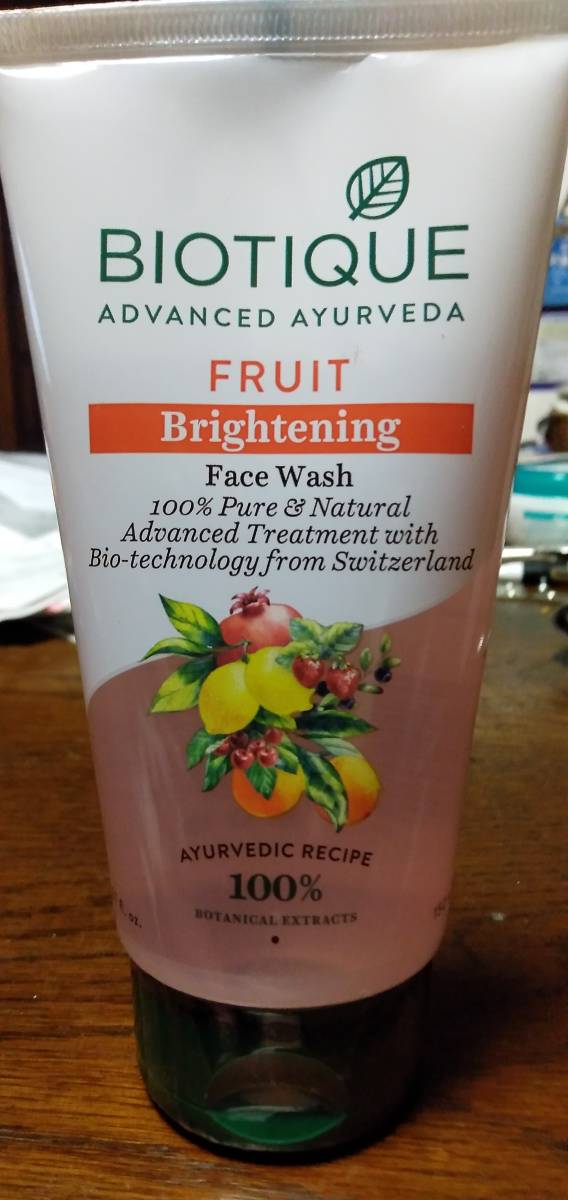 BIOTIQUE
ADVANCED AYURVEDA
FRUIT
Brightening
Face Wash
100% Pure & Natural
Advanced Treatment with
Bio-technology from Switzerland
AYURVEDIC RECIPE
100%
BOTANICAL EXTRACTS
oz.